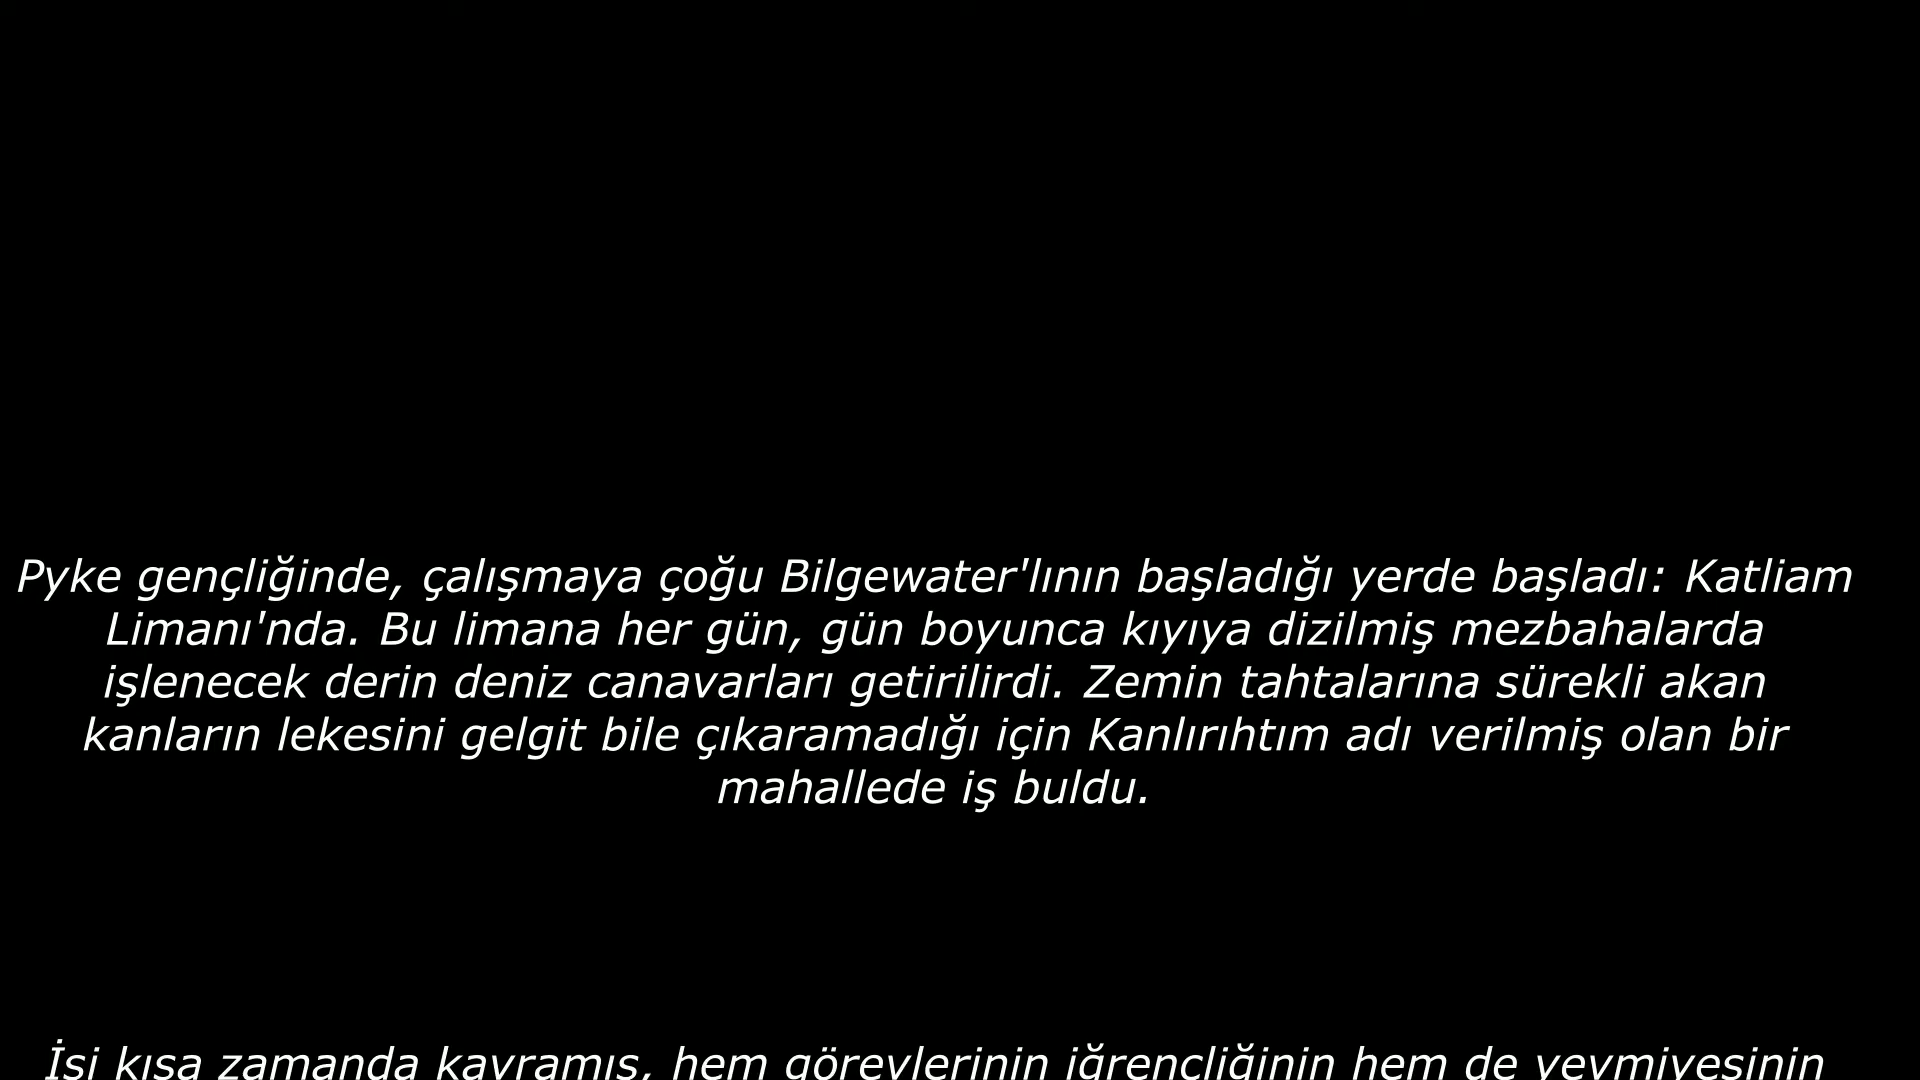 Pyke gençliğinde, çalışmaya çoğu Bilgewater'lının başladığı yerde başladı: Katliam
Limanı'nda. Bu limana her gün, gün boyunca kıyıya dizilmiş mezbahalarda
işlenecek derin deniz canavarları getirilirdi. Zemin tahtalarına sürekli akan
kanların lekesini gelgit bile çıkaramadığı için Kanlırıhtım adı verilmiş olan bir
mahallede iş buldu.
İşi kısa zamanda kavramış, hem görevlerinin iğrençliğinin hem de yevmiyesinin